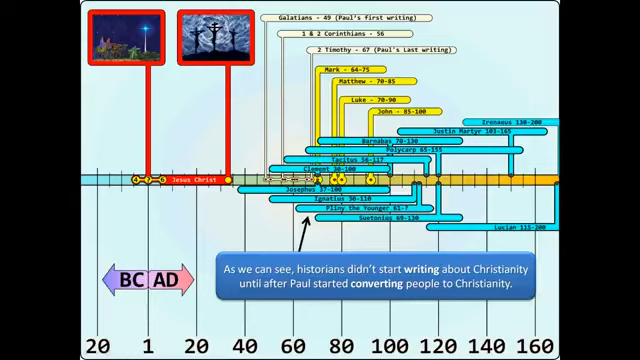 Galatians - 49 (Paul's first writing)
1 & 2 Corinthians - 56
2 Timothy - 67 (Paul's Last writing)
Mark - 64-75
Matthew - 70-85
Luke - 70-90
John - 85-100
Irenaeus 130-200
Justin Martyr 103-165
Barnabas 70-130
Polycarp 65-155
Tacitus 56-117
Clement 50-100
Jesus Christ
Josephus 37-100
Ignatius 50-110
Pliny the Younger 61-?
Suetonius 69-130
Lucian 115-200
As we can see, historians didn't start writing about Christianity
until after Paul started converting people to Christianity.
BC AD
20 1 20 40 60 80 100 120 140 160